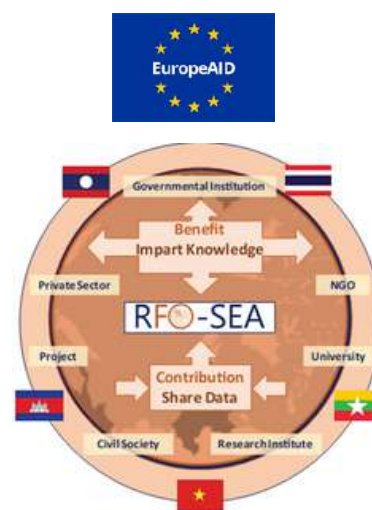 EuropeAID
Governmental Institution
Benefit
Impart Knowledge
Private Sector
NGO
RFO-SEA
Project
University
Contribution
Share Data
Civil Society
Research Institute